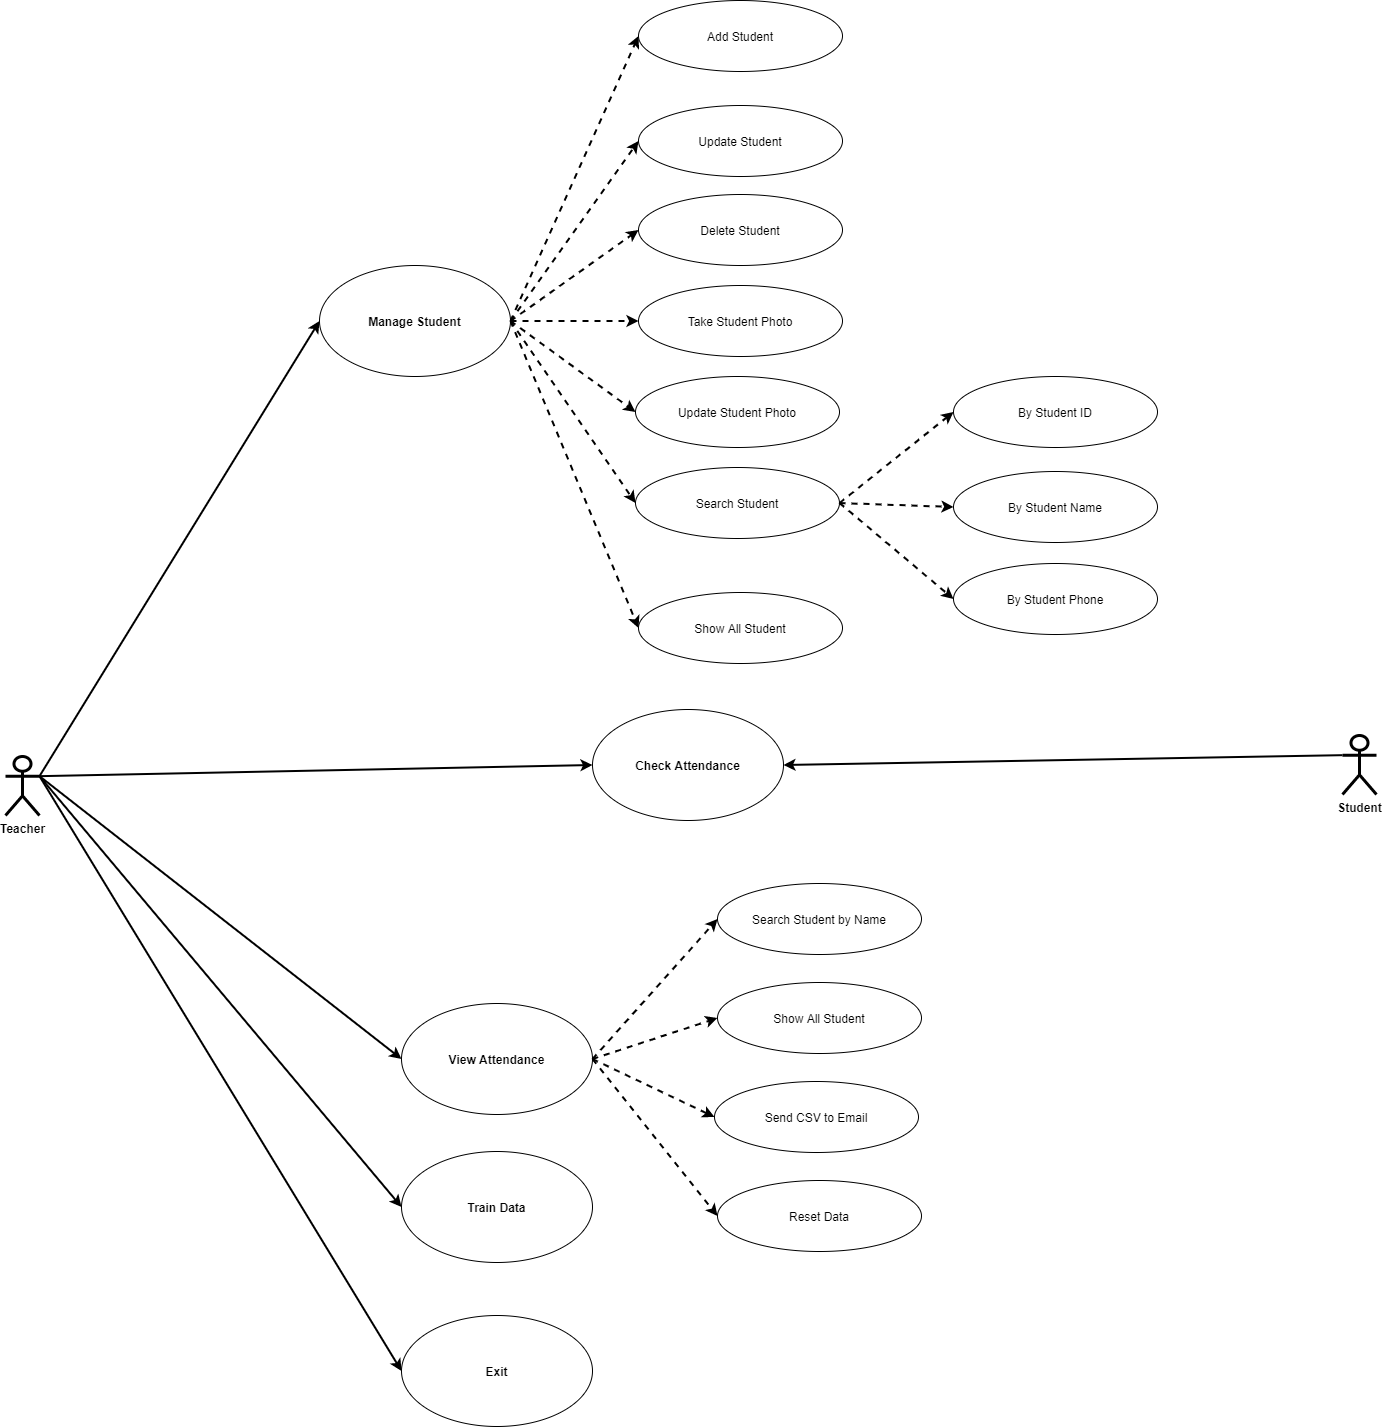 Add Student
Update Student
Delete Student
Manage Student
Take Student Photo
Update Student Photo
By Student ID
Search Student
By Student Name
By Student Phone
Show All Student
Check Attendance
Teacher
Student
Search Student by Name
Show All Student
View Attendance
Send CSV to Email
Train Data
Reset Data
Exit